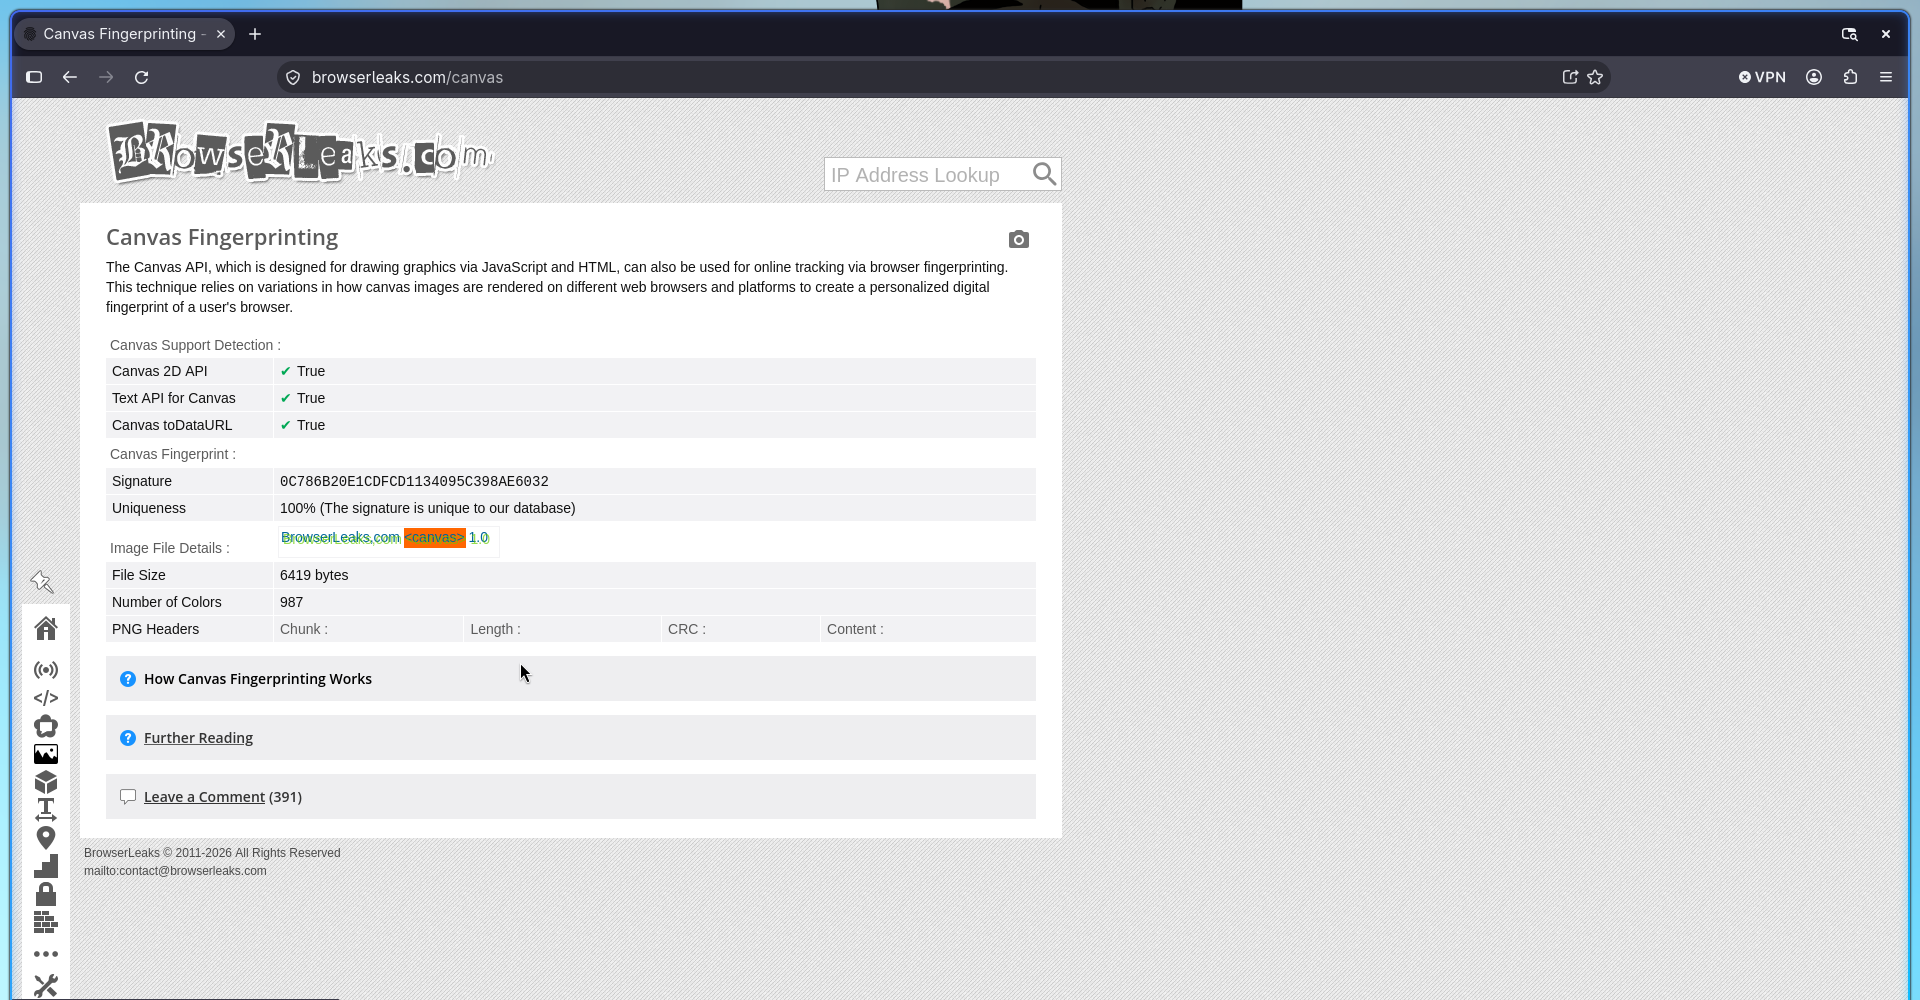 Canvas Fingerprinting -
browserleaks.com/canvas
VPN
BrowserLeaks.com
IP Address Lookup
Canvas Fingerprinting
The Canvas API, which is designed for drawing graphics via JavaScript and HTML, can also be used for online tracking via browser fingerprinting.
This technique relies on variations in how canvas images are rendered on different web browsers and platforms to create a personalized digital
fingerprint of a user's browser.
Canvas Support Detection :
Canvas 2D API ✔ True
Text API for Canvas ✔ True
Canvas toDataURL ✔ True
Canvas Fingerprint :
Signature 0C786B20E1CDFCD1134095C398AE6032
Uniqueness 100% (The signature is unique to our database)
BrowserLeaks,com <canvas> 1.0
Image File Details :
File Size 6419 bytes
Number of Colors 987
PNG Headers Chunk : Length : CRC : Content :
How Canvas Fingerprinting Works
Further Reading
Leave a Comment (391)
BrowserLeaks © 2011-2026 All Rights Reserved
mailto:contact@browserleaks.com